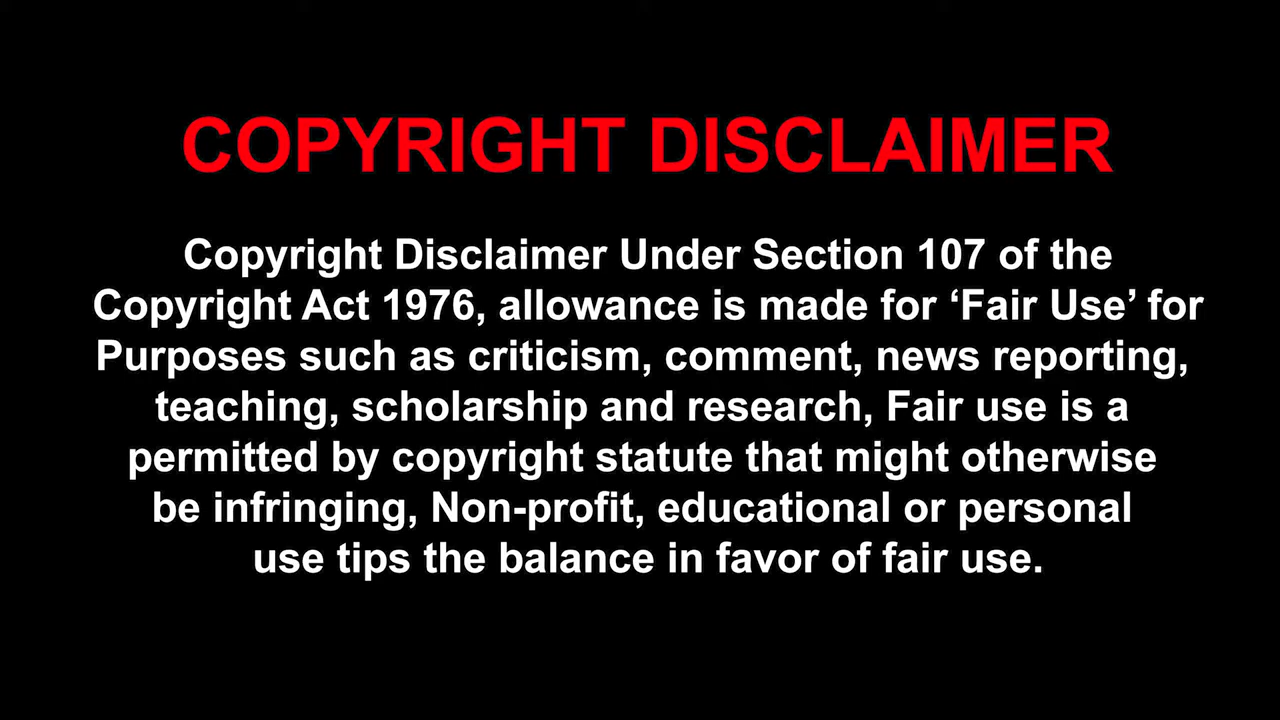 COPYRIGHT DISCLAIMER
Copyright Disclaimer Under Section 107 of the
Copyright Act 1976, allowance is made for ‘Fair Use’ for
Purposes such as criticism, comment, news reporting,
teaching, scholarship and research, Fair use is a
permitted by copyright statute that might otherwise
be infringing, Non-profit, educational or personal
use tips the balance in favor of fair use.